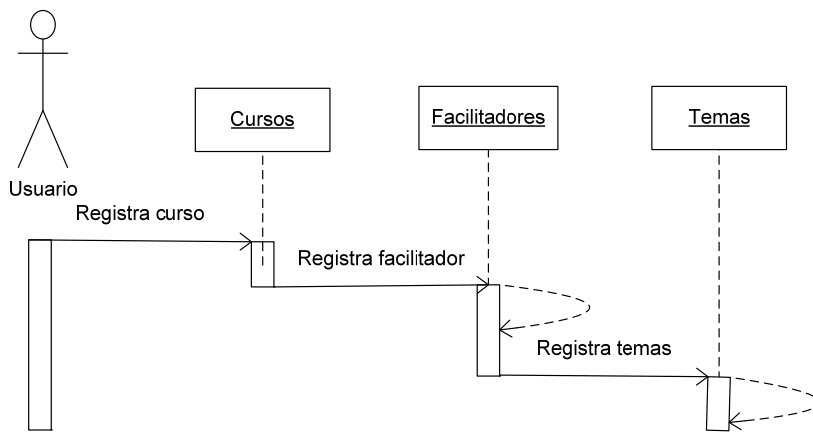 Cursos
Facilitadores
Temas
Usuario
Registra curso
Registra facilitador
Registra temas